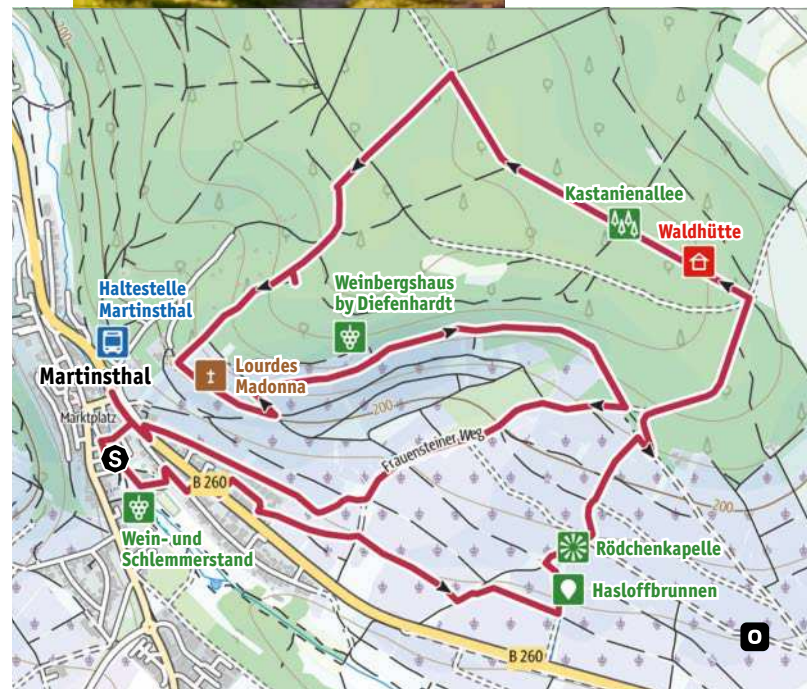 200
Kastanienallee
Waldhütte
Haltestelle
Martinsthal
Weinbergshaus
by Diefenhardt
Martinsthal
Lourdes
Madonna
200
Marktplatz
Frauensteiner Weg
S
B 260
200
Wein- und
Schlemmerstand
Rödchenkapelle
Hasloffbrunnen
O
B 260